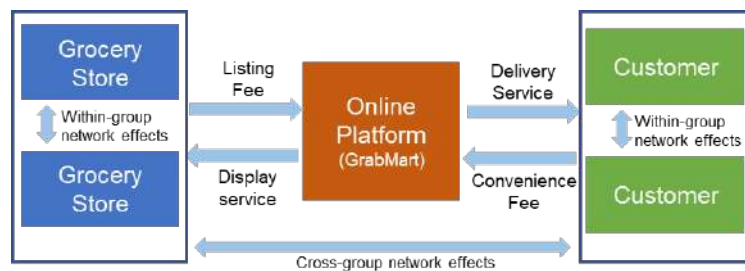 Grocery
Store
Within-group
network effects
Grocery
Store
Listing
Fee
Display
service
Online
Platform
(GrabMart)
Delivery
Service
Convenience
Fee
Customer
Within-group
network effects
Customer
Cross-group network effects